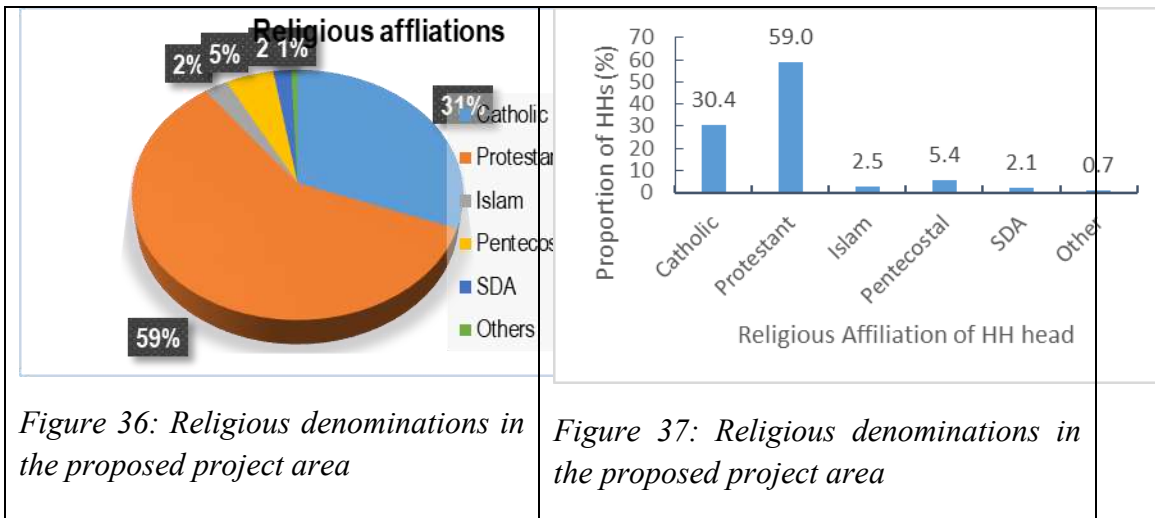 Religious affliations
2%
5%
2
1%
31%
59%
Catholic
Protestar
Islam
Pentecos
SDA
Others
Figure 36: Religious denominations in
the proposed project area
Proportion of HHs (%)
70
60
50
40
30
20
10
0
30.4
59.0
2.5
5.4
2.1
0.7
Catholic
Protestant
Islam
Pentecostal
SDA
Other
Religious Affiliation of HH head
Figure 37: Religious denominations in
the proposed project area